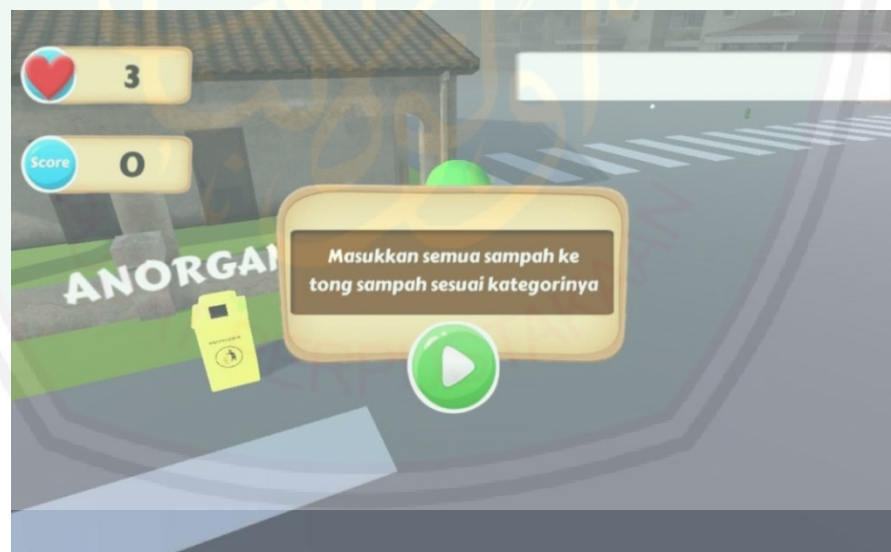 3
Score 0
ANORGAN
Masukkan semua sampah ke
tong sampah sesuai kategorinya